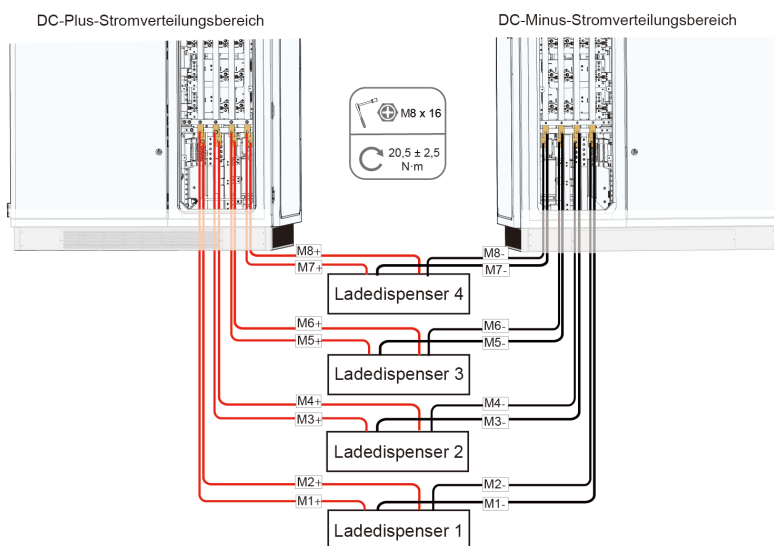 DC-Plus-Stromverteilungsbereich
DC-Minus-Stromverteilungsbereich
M8 x 16
20,5 ± 2,5
N·m
M8+
M8-
M7+
M7-
Ladedispenser 4
M6+
M6-
M5+
M5-
Ladedispenser 3
M4+
M4-
M3+
M3-
Ladedispenser 2
M2+
M2-
M1+
M1-
Ladedispenser 1